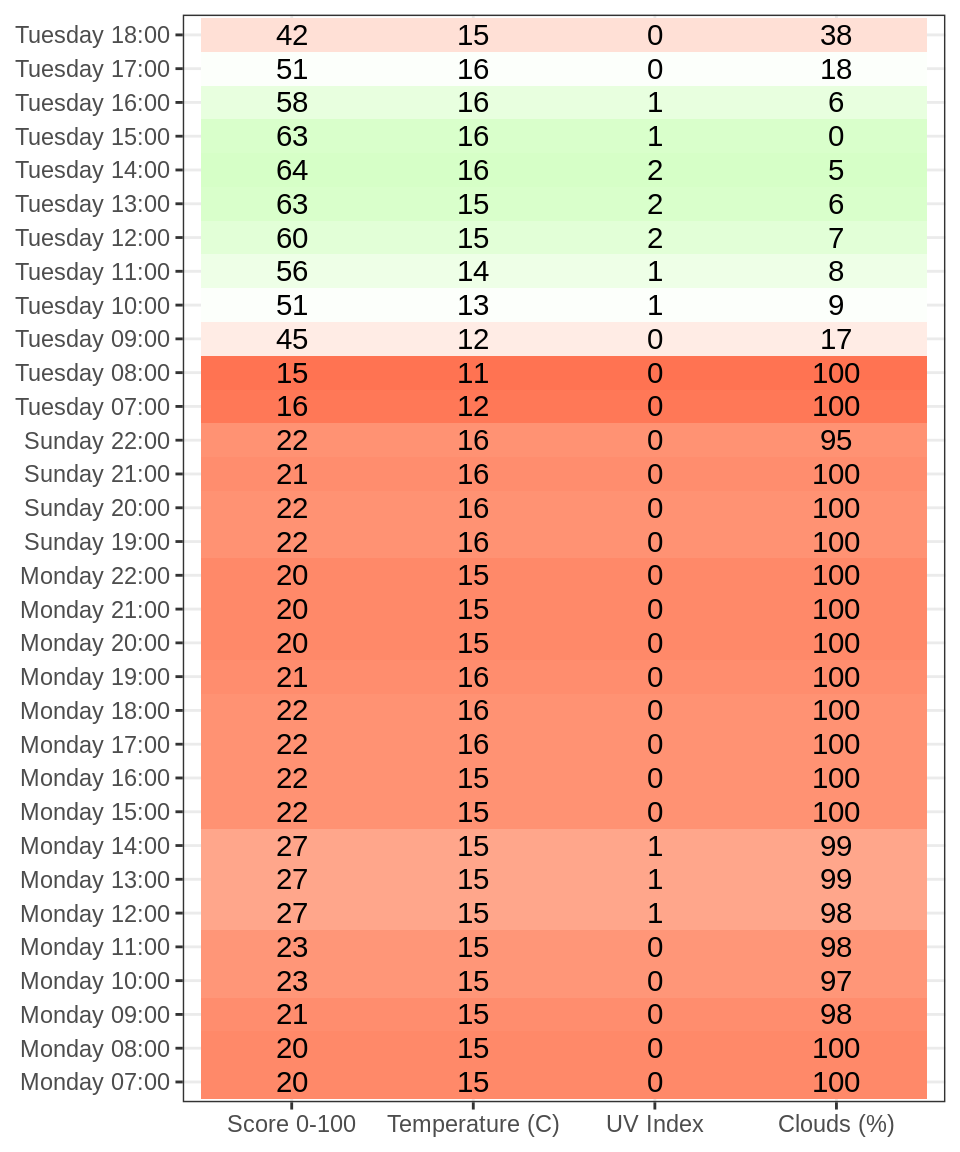 Tuesday 18:00 42 15 0 38
Tuesday 17:00 51 16 0 18
Tuesday 16:00 58 16 1 6
Tuesday 15:00 63 16 1 0
Tuesday 14:00 64 16 2 5
Tuesday 13:00 63 15 2 6
Tuesday 12:00 60 15 2 7
Tuesday 11:00 56 14 1 8
Tuesday 10:00 51 13 1 9
Tuesday 09:00 45 12 0 17
Tuesday 08:00 15 11 0 100
Tuesday 07:00 16 12 0 100
Sunday 22:00 22 16 0 95
Sunday 21:00 21 16 0 100
Sunday 20:00 22 16 0 100
Sunday 19:00 22 16 0 100
Monday 22:00 20 15 0 100
Monday 21:00 20 15 0 100
Monday 20:00 20 15 0 100
Monday 19:00 21 16 0 100
Monday 18:00 22 16 0 100
Monday 17:00 22 16 0 100
Monday 16:00 22 15 0 100
Monday 15:00 22 15 0 100
Monday 14:00 27 15 1 99
Monday 13:00 27 15 1 99
Monday 12:00 27 15 1 98
Monday 11:00 23 15 0 98
Monday 10:00 23 15 0 97
Monday 09:00 21 15 0 98
Monday 08:00 20 15 0 100
Monday 07:00 20 15 0 100
Score 0-100 Temperature (C) UV Index Clouds (%)